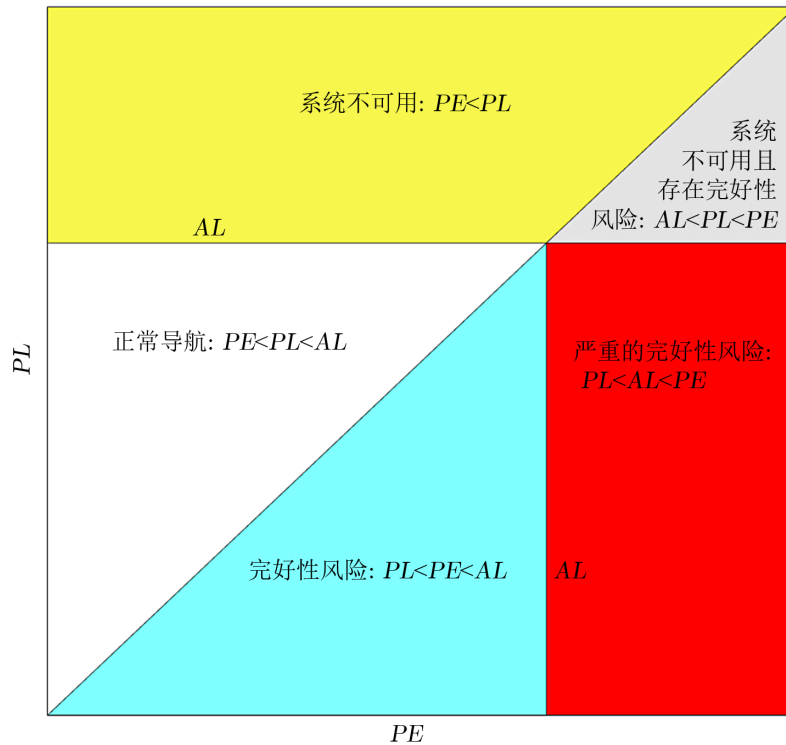 系统不可用: PE<PL
系统
不可用且
存在完好性
风险: AL<PL<PE
AL
正常导航: PE<PL<AL
严重的完好性风险:
PL<AL<PE
PL
完好性风险: PL<PE<AL
AL
PE